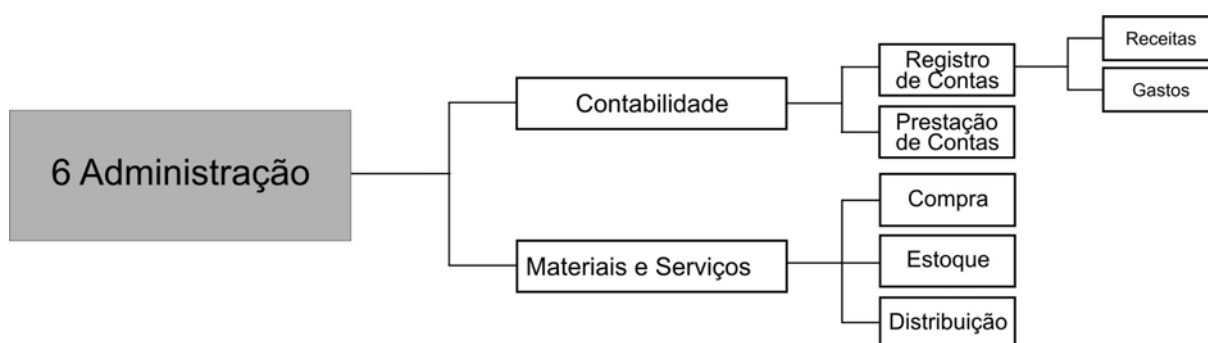 6 Administração
Contabilidade
Registro
de Contas
Receitas
Gastos
Prestação
de Contas
Materiais e Serviços
Compra
Estoque
Distribuição